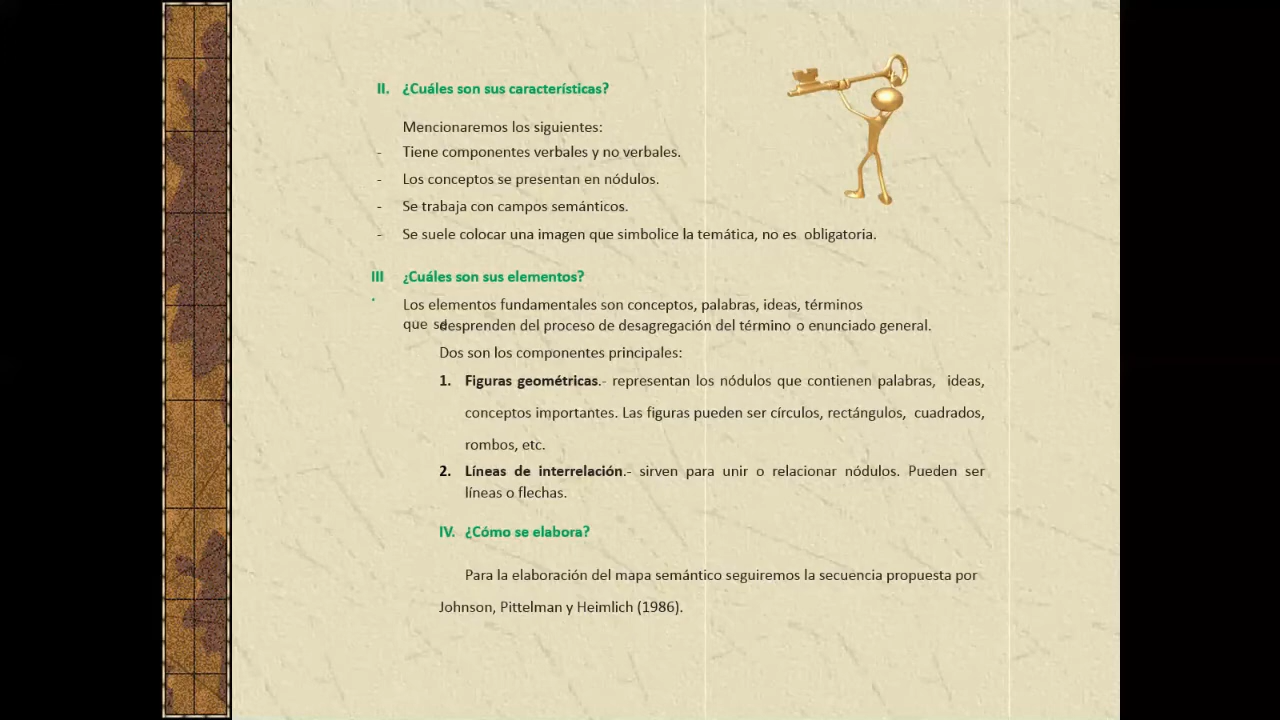 II. ¿Cuáles son sus características?
Mencionaremos los siguientes:
- Tiene componentes verbales y no verbales.
- Los conceptos se presentan en nódulos.
- Se trabaja con campos semánticos.
- Se suele colocar una imagen que simbolice la temática, no es obligatoria.
III. ¿Cuáles son sus elementos?
Los elementos fundamentales son conceptos, palabras, ideas, términos
que se desprenden del proceso de desagregación del término o enunciado general.
Dos son los componentes principales:
1. Figuras geométricas.- representan los nódulos que contienen palabras, ideas,
conceptos importantes. Las figuras pueden ser círculos, rectángulos, cuadrados,
rombos, etc.
2. Líneas de interrelación.- sirven para unir o relacionar nódulos. Pueden ser
líneas o flechas.
IV. ¿Cómo se elabora?
Para la elaboración del mapa semántico seguiremos la secuencia propuesta por
Johnson, Pittelman y Heimlich (1986).